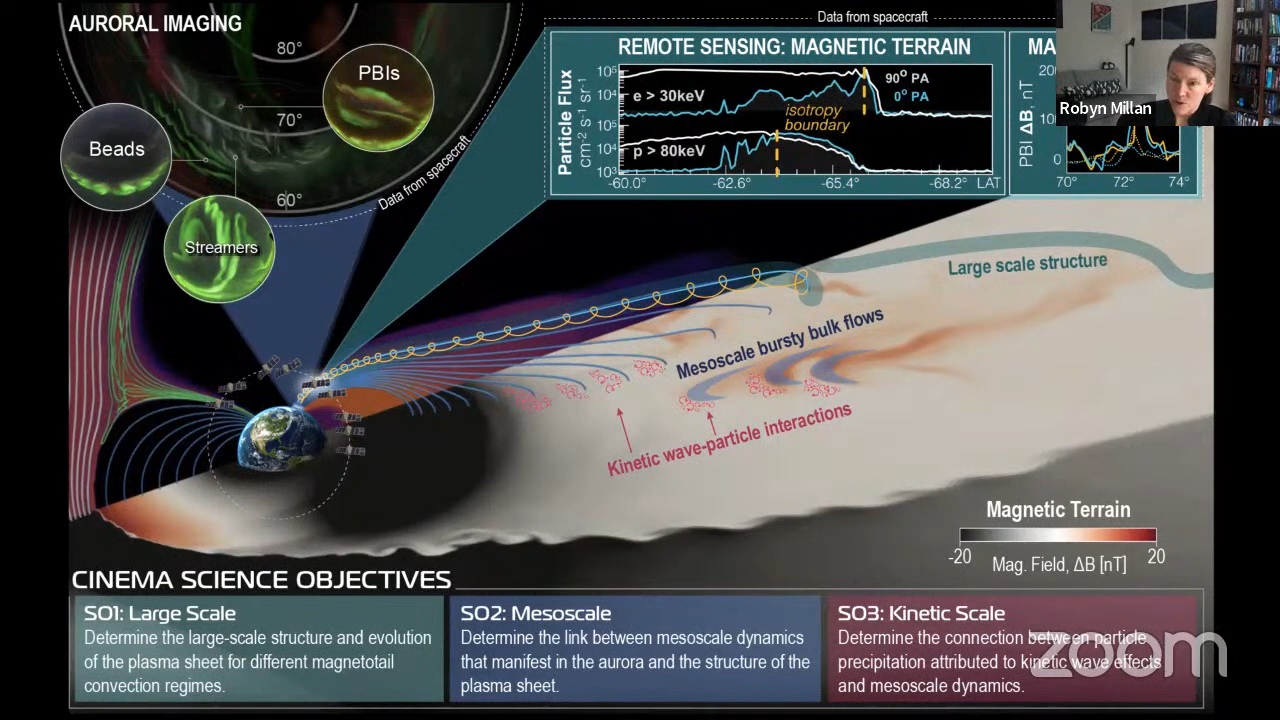 AURORAL IMAGING
80°
PBIs
70°
Beads
60°
Streamers
Data from spacecraft
Data from spacecraft
REMOTE SENSING: MAGNETIC TERRAIN
Particle Flux
cm⁻² s⁻¹ sr⁻¹
10⁵
10⁴
10⁵
10⁴
10³
e > 30keV
p > 80keV
90° PA
0° PA
isotropy
boundary
-60.0° -62.6° -65.4° -68.2° LAT
MA
PBI ΔB, nT
20
10
0
70° 72° 74°
Robyn Millan
Large scale structure
Mesoscale bursty bulk flows
Kinetic wave-particle interactions
Magnetic Terrain
-20 20
Mag. Field, ΔB [nT]
CINEMA SCIENCE OBJECTIVES
SO1: Large Scale
Determine the large-scale structure and evolution
of the plasma sheet for different magnetotail
convection regimes.
SO2: Mesoscale
Determine the link between mesoscale dynamics
that manifest in the aurora and the structure of the
plasma sheet.
SO3: Kinetic Scale
Determine the connection between particle
precipitation attributed to kinetic wave effects
and mesoscale dynamics.
zoom